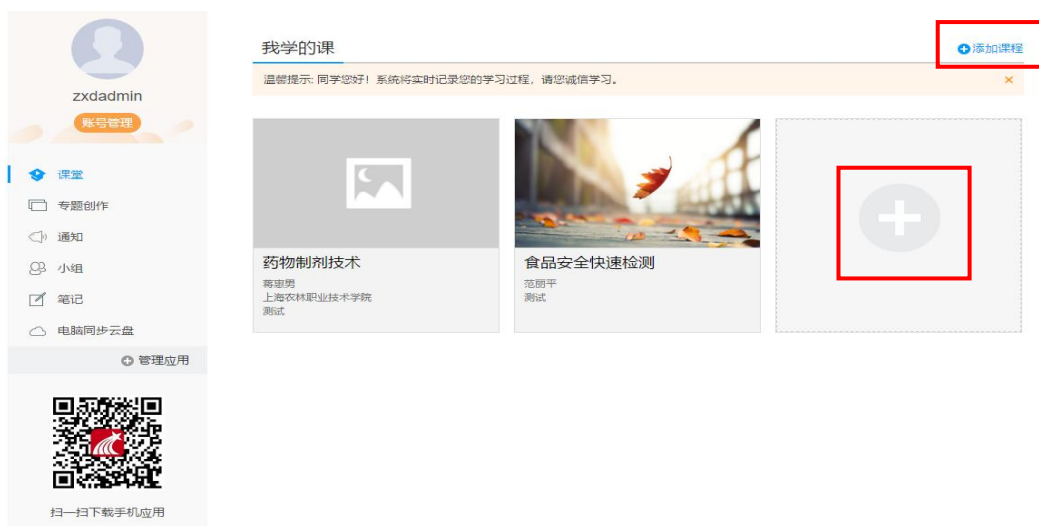 zxdadmin
账号管理
课堂
专题创作
通知
小组
笔记
电脑同步云盘
管理应用
扫一扫下载手机应用
我学的课
添加课程
温馨提示: 同学您好！系统将实时记录您的学习过程，请您诚信学习。
药物制剂技术
蒋思男
上海农林职业技术学院
测试
食品安全快速检测
范丽平
测试